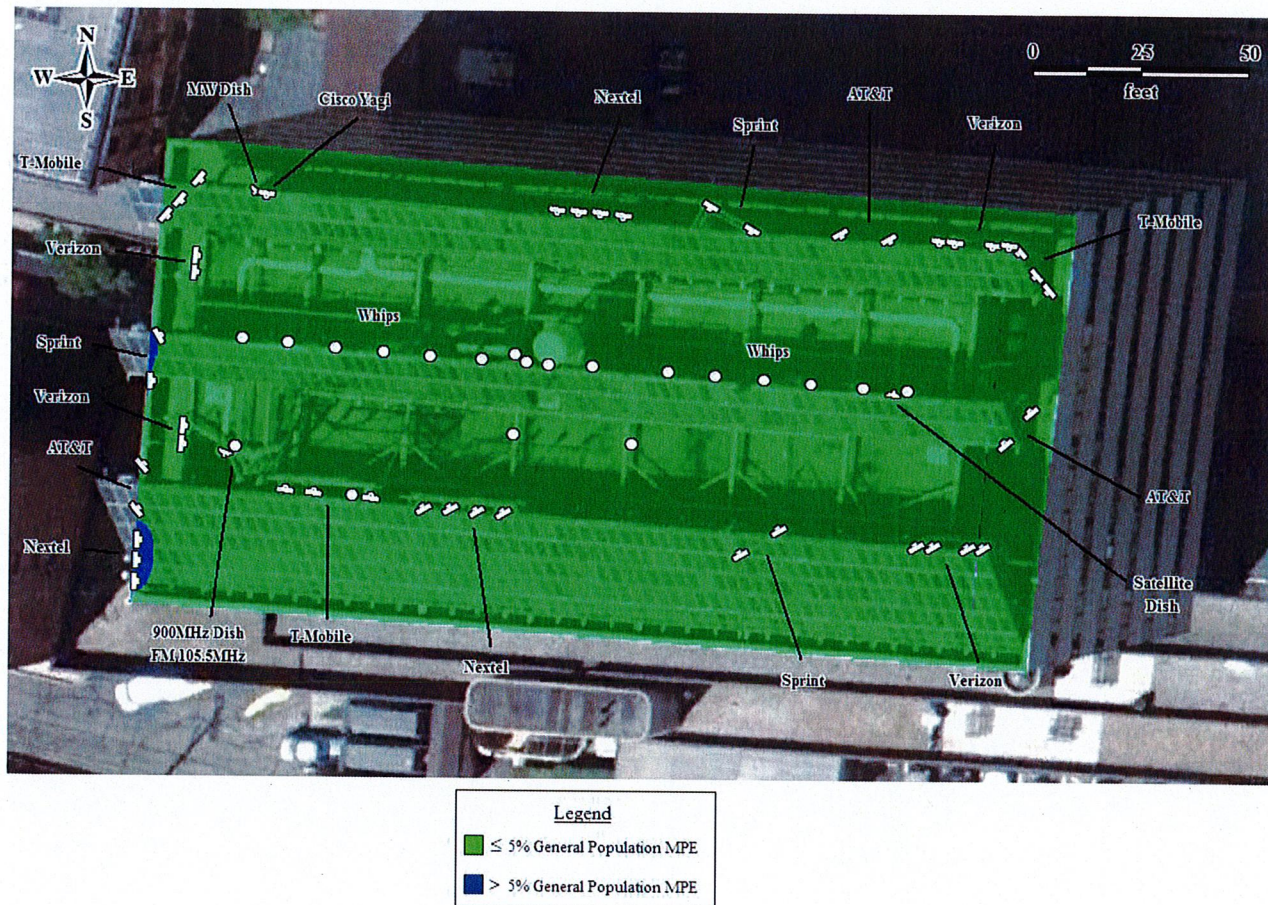 N
W E
S
0 25 50
feet
MW Dish
Cisco Yagi
Nextel
Sprint
AT&T
Verizon
T-Mobile
T-Mobile
Verizon
Whips
Whips
Sprint
Verizon
AT&T
AT&T
Nextel
Satellite
Dish
900MHz Dish
FM 105.5MHz
T-Mobile
Nextel
Sprint
Verizon
Legend
≤ 5% General Population MPE
> 5% General Population MPE